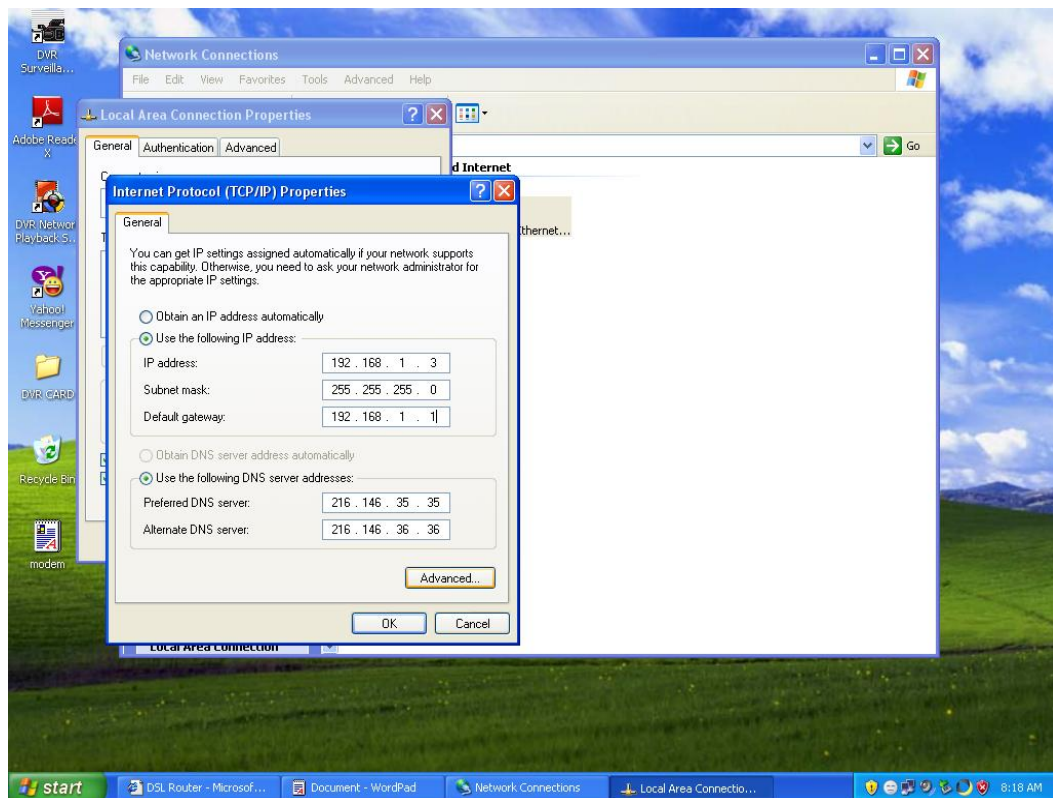 DVR
Surveilla...
Adobe Reade
X
DVR Networ
Playback S...
Yahoo!
Messenger
DVR CARD
Recycle Bin
modem
Network Connections
File Edit View Favorites Tools Advanced Help
Go
d Internet
Ethernet...
Local Area Connection
Local Area Connection Properties
General Authentication Advanced
Internet Protocol (TCP/IP) Properties
General
You can get IP settings assigned automatically if your network supports
this capability. Otherwise, you need to ask your network administrator for
the appropriate IP settings.
Obtain an IP address automatically
Use the following IP address:
IP address: 192 . 168 . 1 . 3
Subnet mask: 255 . 255 . 255 . 0
Default gateway: 192 . 168 . 1 . 1
Obtain DNS server address automatically
Use the following DNS server addresses:
Preferred DNS server: 216 . 146 . 35 . 35
Alternate DNS server: 216 . 146 . 36 . 36
Advanced...
OK Cancel
start DSL Router - Microsof... Document - WordPad Network Connections Local Area Connectio... 8:18 AM